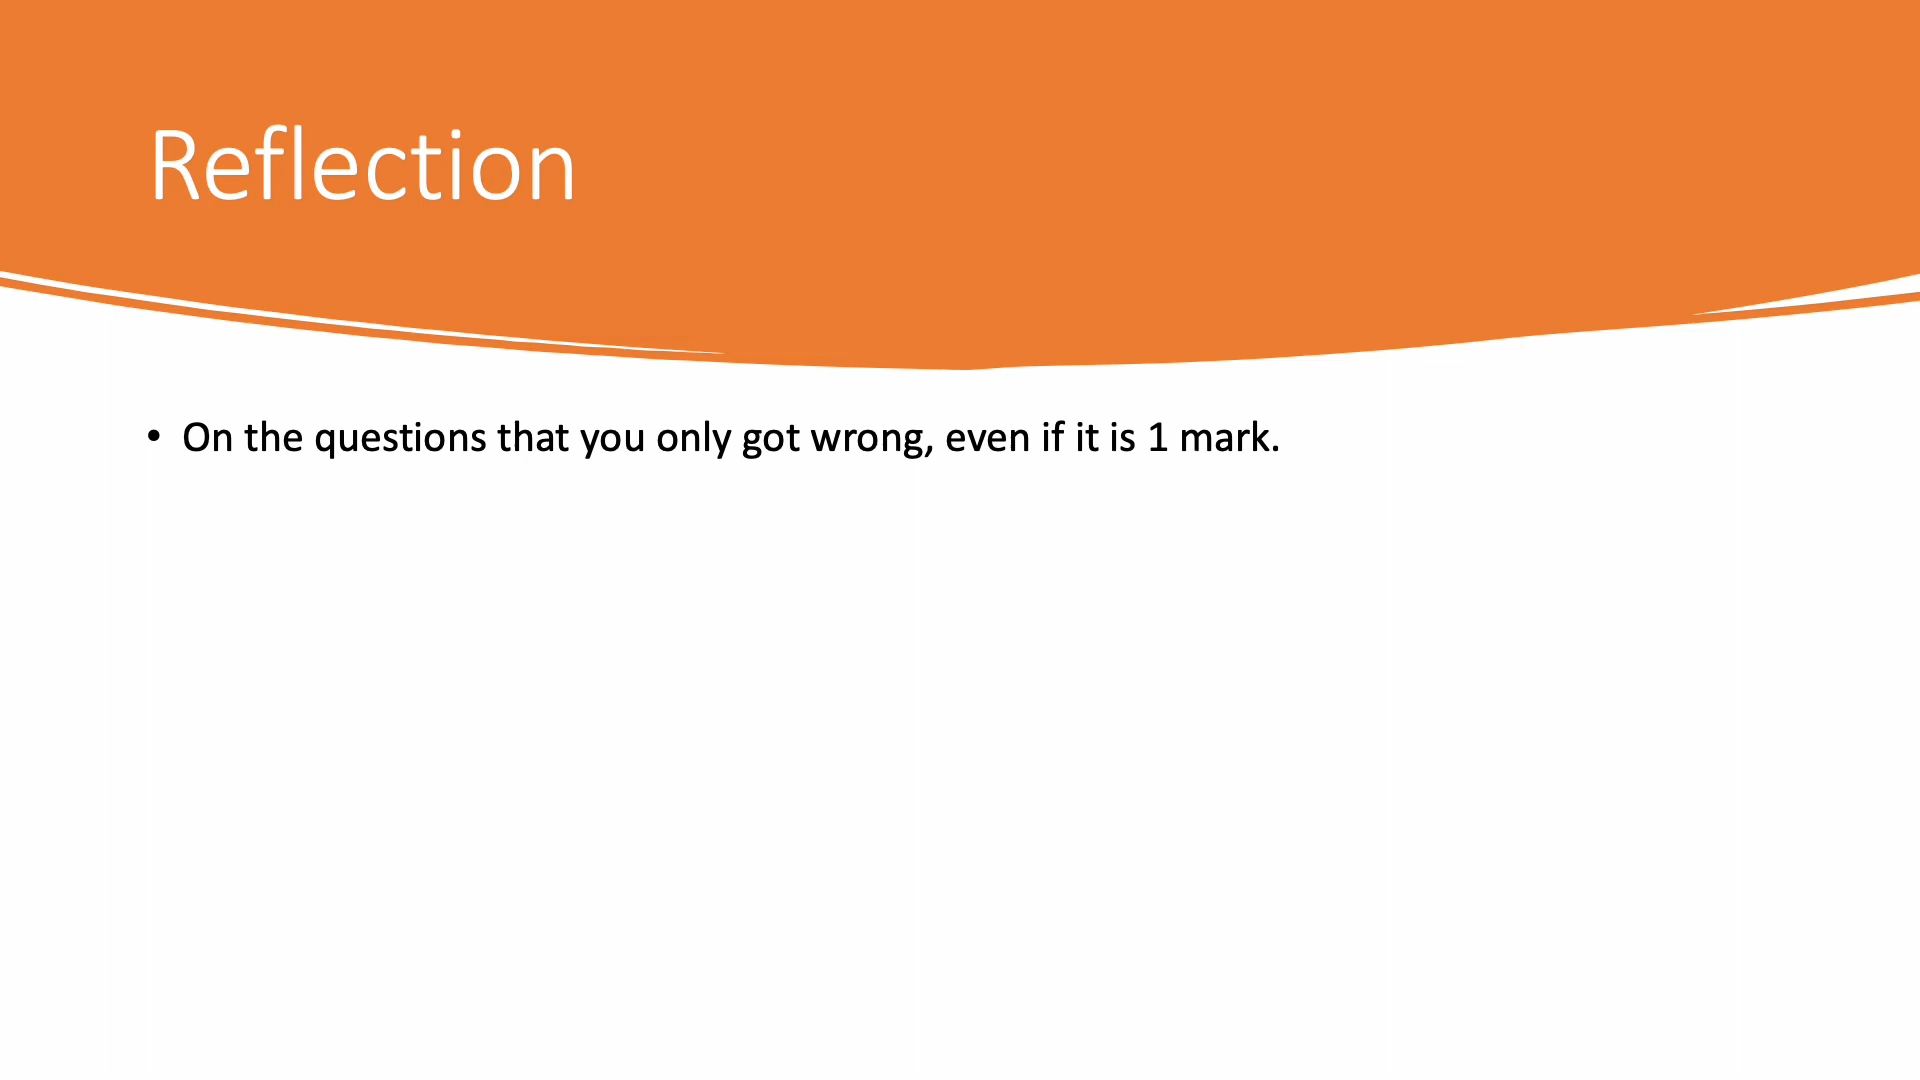 Reflection
• On the questions that you only got wrong, even if it is 1 mark.